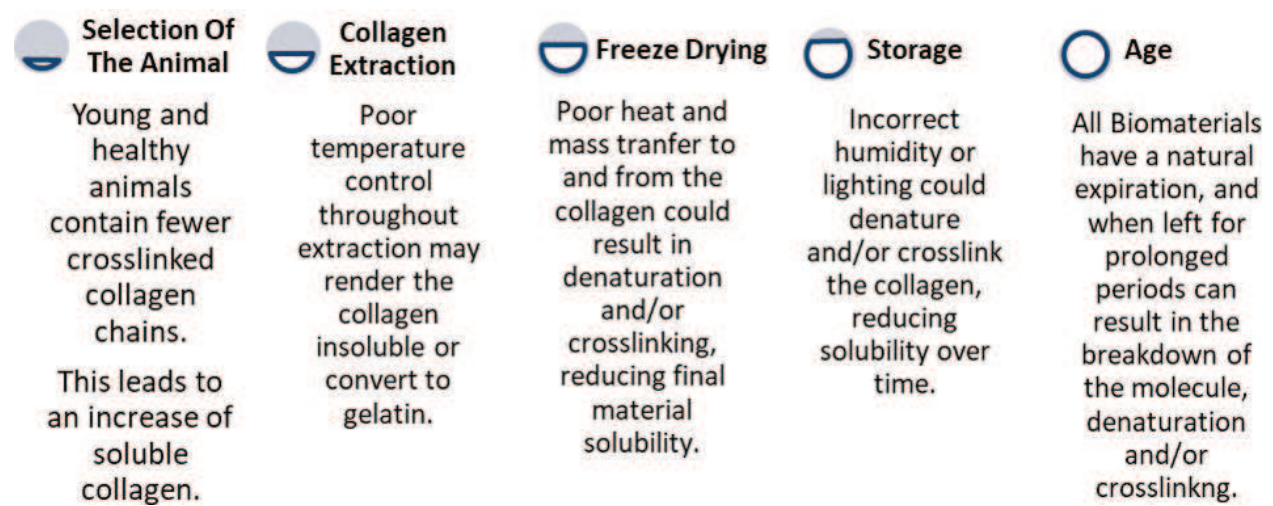 Selection Of
The Animal
Young and
healthy
animals
contain fewer
crosslinked
collagen
chains.
This leads to
an increase of
soluble
collagen.
Collagen
Extraction
Poor
temperature
control
throughout
extraction may
render the
collagen
insoluble or
convert to
gelatin.
Freeze Drying
Poor heat and
mass tranfer to
and from the
collagen could
result in
denaturation
and/or
crosslinking,
reducing final
material
solubility.
Storage
Incorrect
humidity or
lighting could
denature
and/or crosslink
the collagen,
reducing
solubility over
time.
Age
All Biomaterials
have a natural
expiration, and
when left for
prolonged
periods can
result in the
breakdown of
the molecule,
denaturation
and/or
crosslinkng.